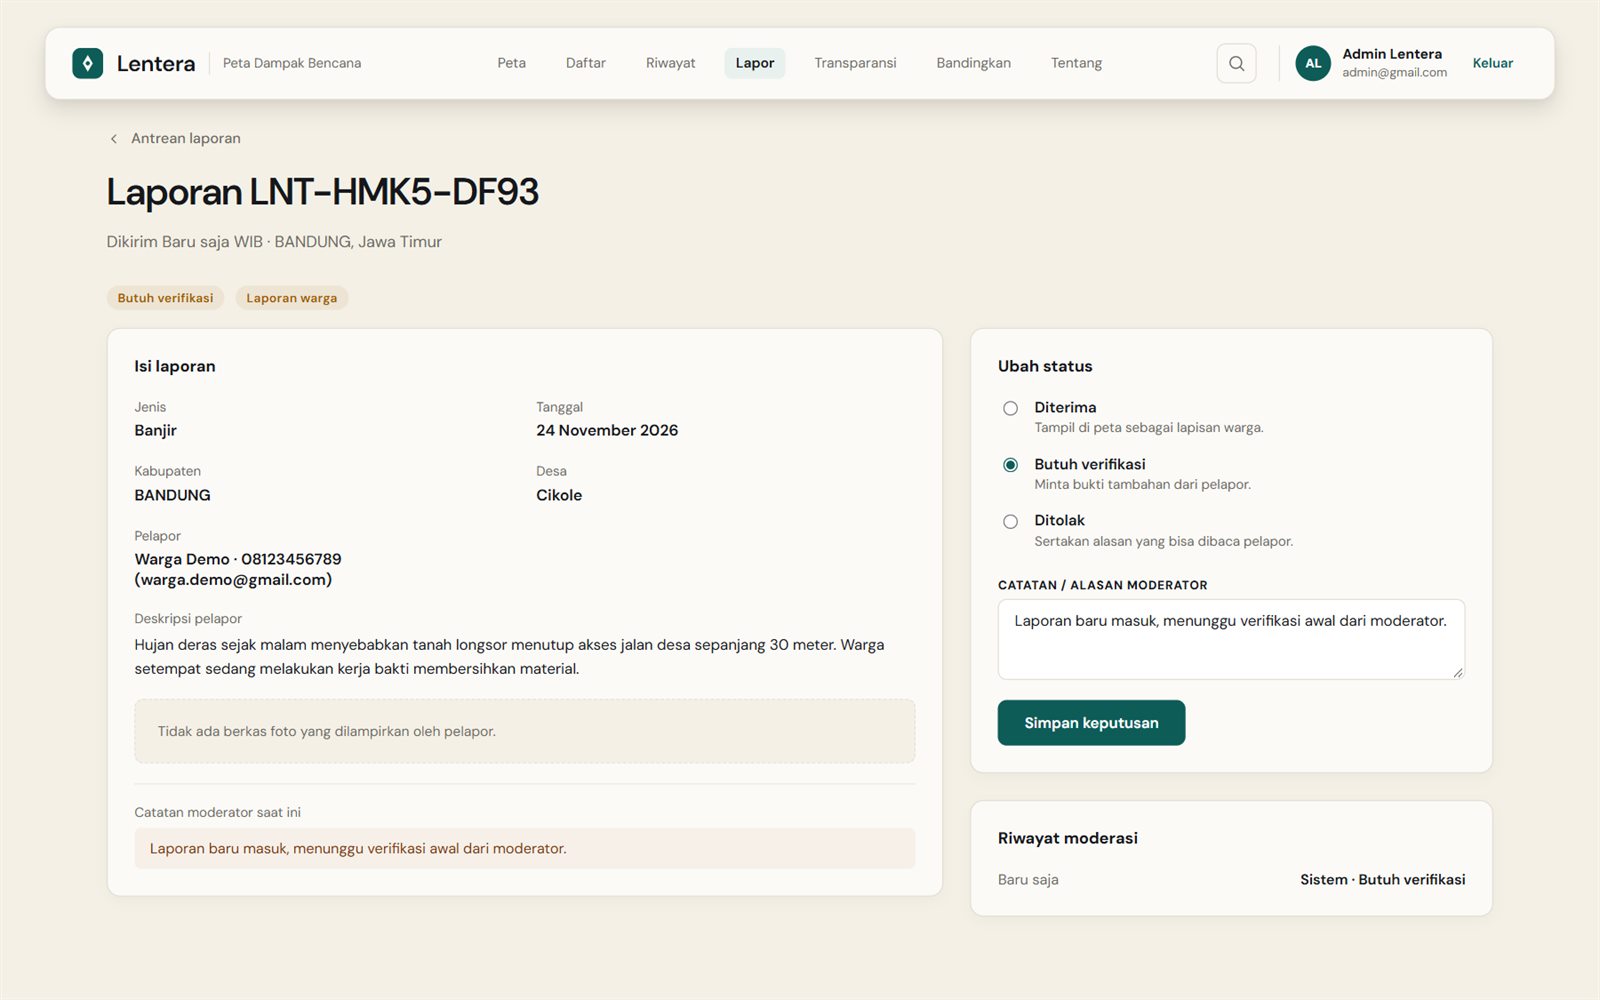 Lentera
Peta Dampak Bencana
Peta
Daftar
Riwayat
Lapor
Transparansi
Bandingkan
Tentang
AL
Admin Lentera
admin@gmail.com
Keluar
Antrean laporan
Laporan LNT-HMK5-DF93
Dikirim Baru saja WIB · BANDUNG, Jawa Timur
Butuh verifikasi
Laporan warga
Isi laporan
Jenis
Banjir
Tanggal
24 November 2026
Kabupaten
BANDUNG
Desa
Cikole
Pelapor
Warga Demo · 08123456789
(warga.demo@gmail.com)
Deskripsi pelapor
Hujan deras sejak malam menyebabkan tanah longsor menutup akses jalan desa sepanjang 30 meter. Warga
setempat sedang melakukan kerja bakti membersihkan material.
Tidak ada berkas foto yang dilampirkan oleh pelapor.
Catatan moderator saat ini
Laporan baru masuk, menunggu verifikasi awal dari moderator.
Ubah status
Diterima
Tampil di peta sebagai lapisan warga.
Butuh verifikasi
Minta bukti tambahan dari pelapor.
Ditolak
Sertakan alasan yang bisa dibaca pelapor.
CATATAN / ALASAN MODERATOR
Laporan baru masuk, menunggu verifikasi awal dari moderator.
Simpan keputusan
Riwayat moderasi
Baru saja
Sistem · Butuh verifikasi